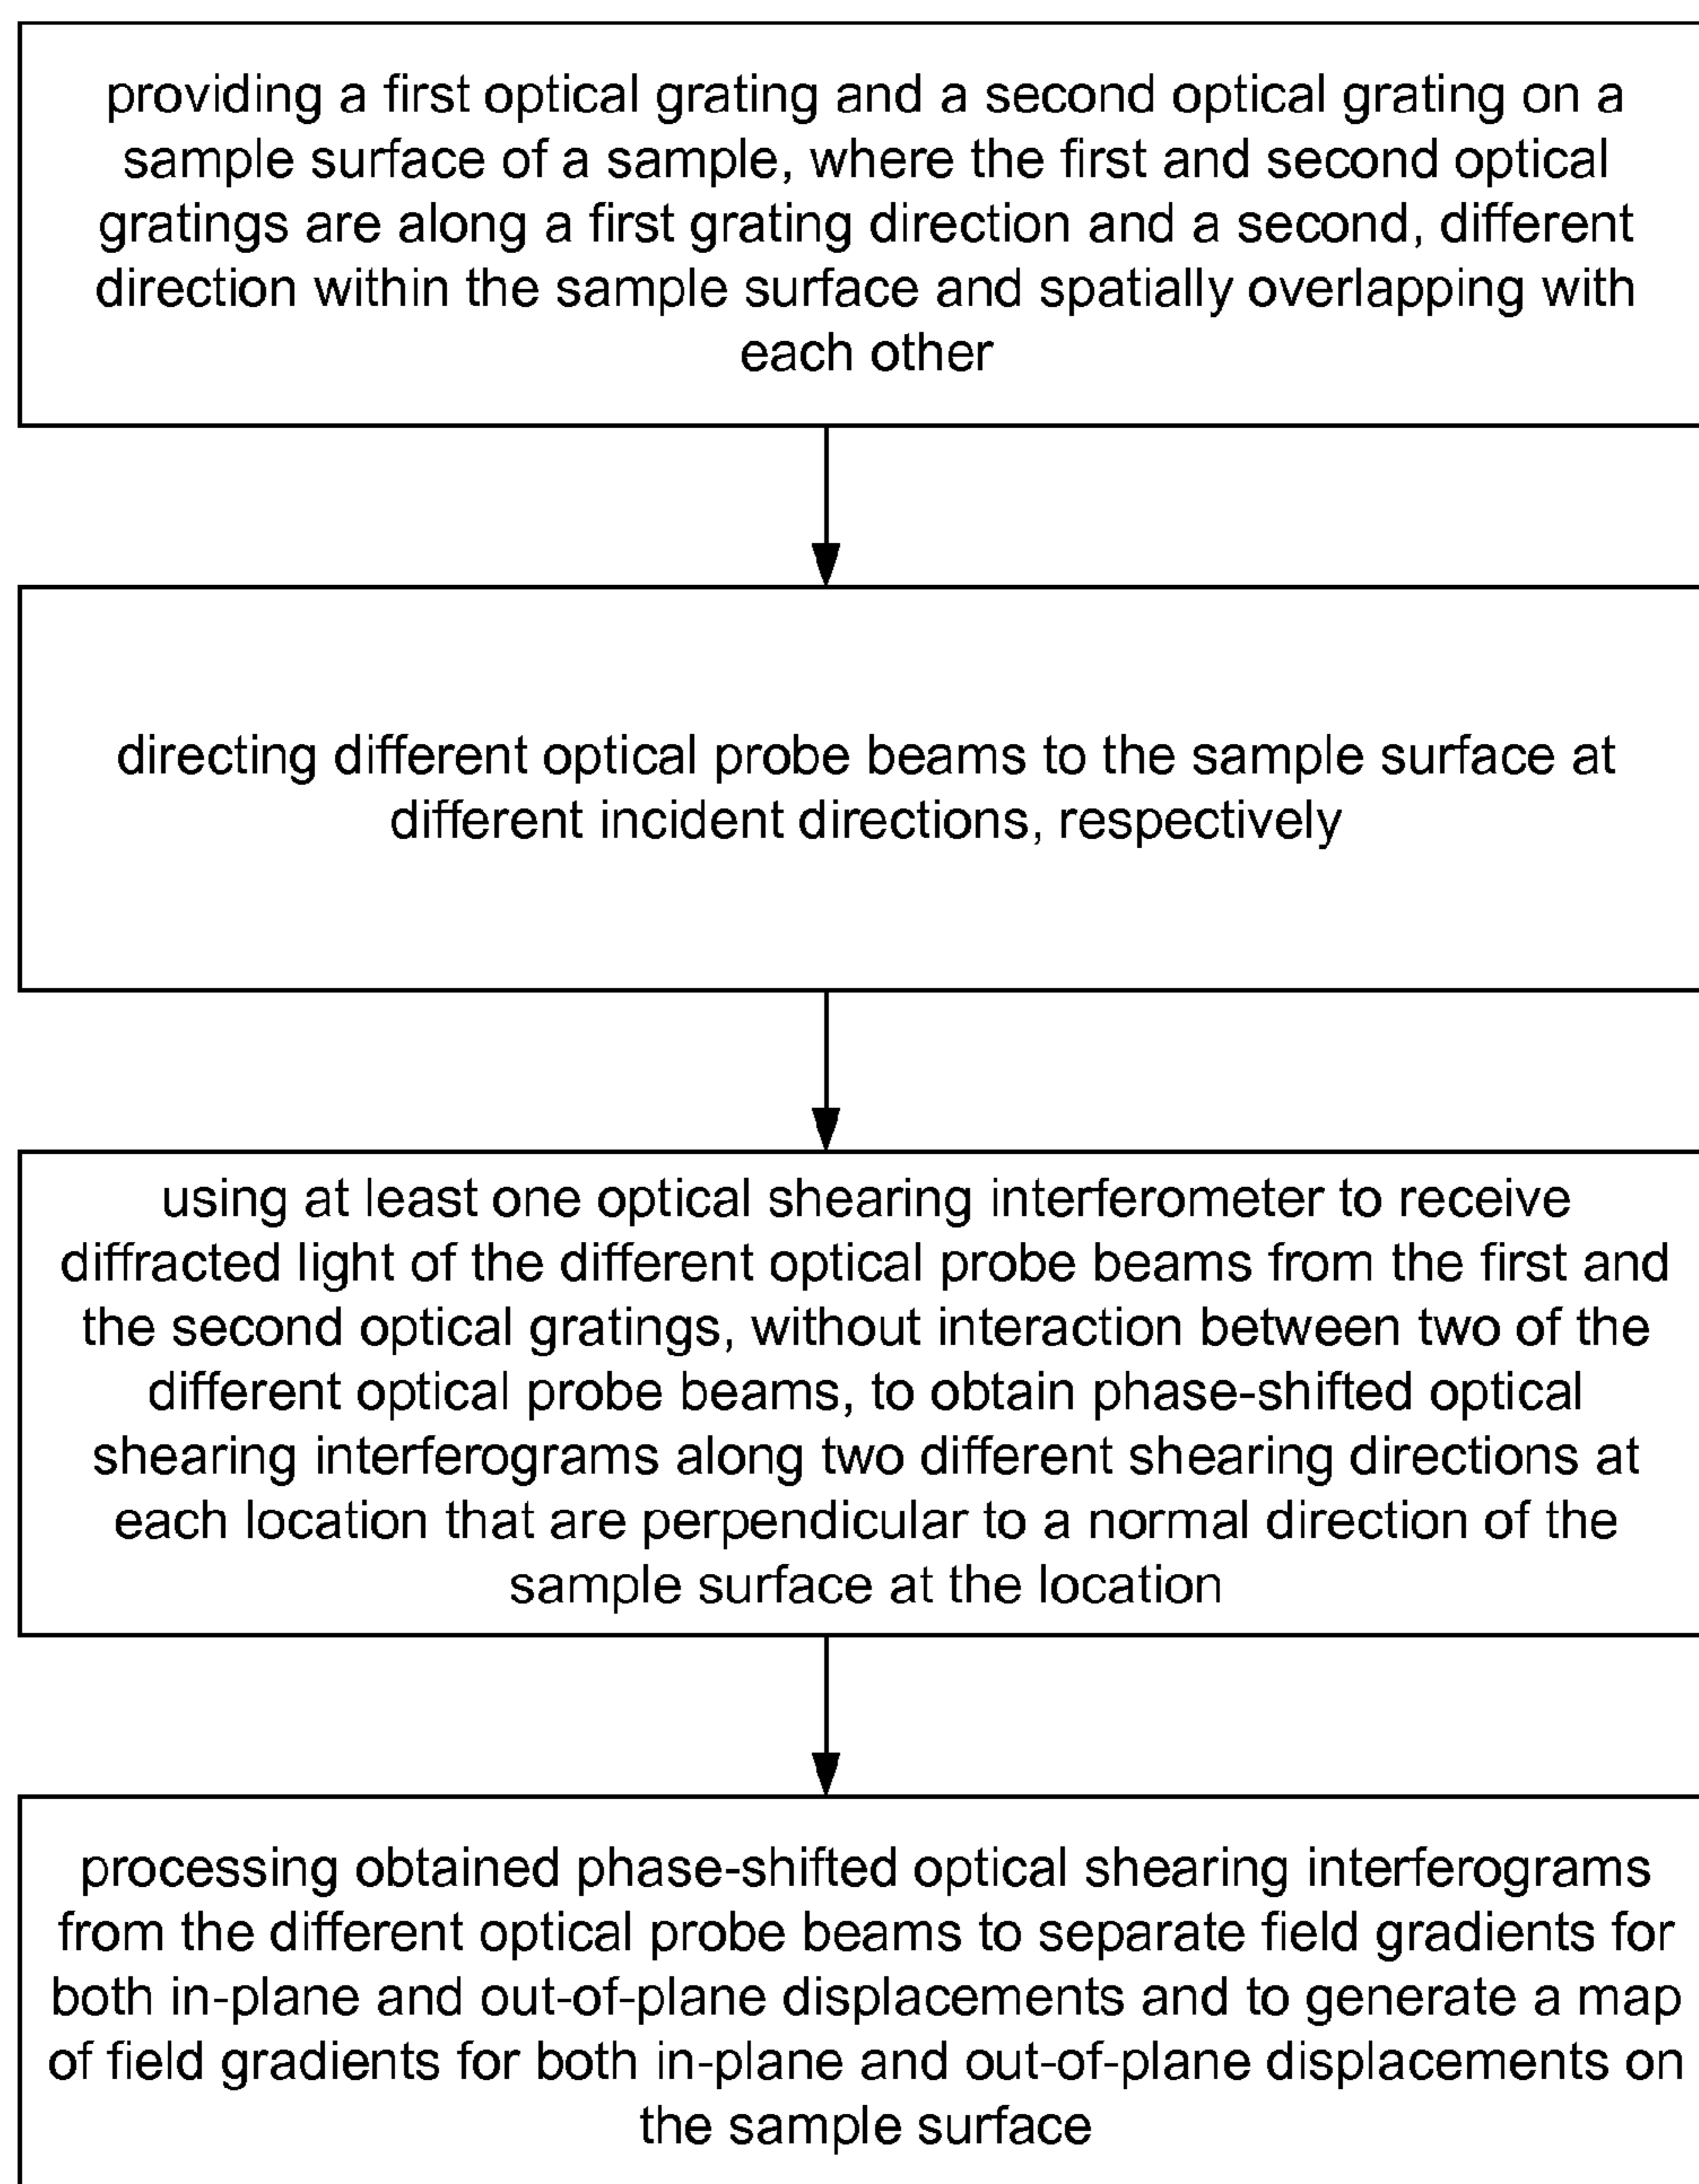 providing a first optical grating and a second optical grating on a
sample surface of a sample, where the first and second optical
gratings are along a first grating direction and a second, different
direction within the sample surface and spatially overlapping with
each other
directing different optical probe beams to the sample surface at
different incident directions, respectively
using at least one optical shearing interferometer to receive
diffracted light of the different optical probe beams from the first and
the second optical gratings, without interaction between two of the
different optical probe beams, to obtain phase-shifted optical
shearing interferograms along two different shearing directions at
each location that are perpendicular to a normal direction of the
sample surface at the location
processing obtained phase-shifted optical shearing interferograms
from the different optical probe beams to separate field gradients for
both in-plane and out-of-plane displacements and to generate a map
of field gradients for both in-plane and out-of-plane displacements on
the sample surface